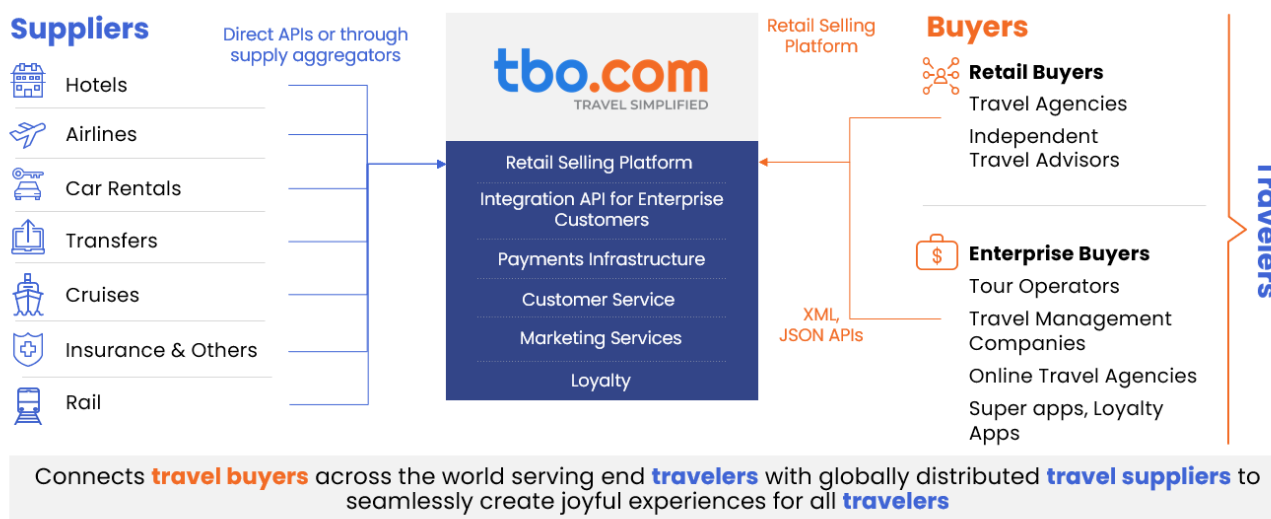 Suppliers
Direct APIs or through
supply aggregators
Hotels
Airlines
Car Rentals
Transfers
Cruises
Insurance & Others
Rail
tbo.com
TRAVEL SIMPLIFIED
Retail Selling Platform
Integration API for Enterprise
Customers
Payments Infrastructure
Customer Service
Marketing Services
Loyalty
Retail Selling
Platform
XML,
JSON APIs
Buyers
Retail Buyers
Travel Agencies
Independent
Travel Advisors
$
Enterprise Buyers
Tour Operators
Travel Management
Companies
Online Travel Agencies
Super apps, Loyalty
Apps
Travelers
Connects travel buyers across the world serving end travelers with globally distributed travel suppliers to
seamlessly create joyful experiences for all travelers